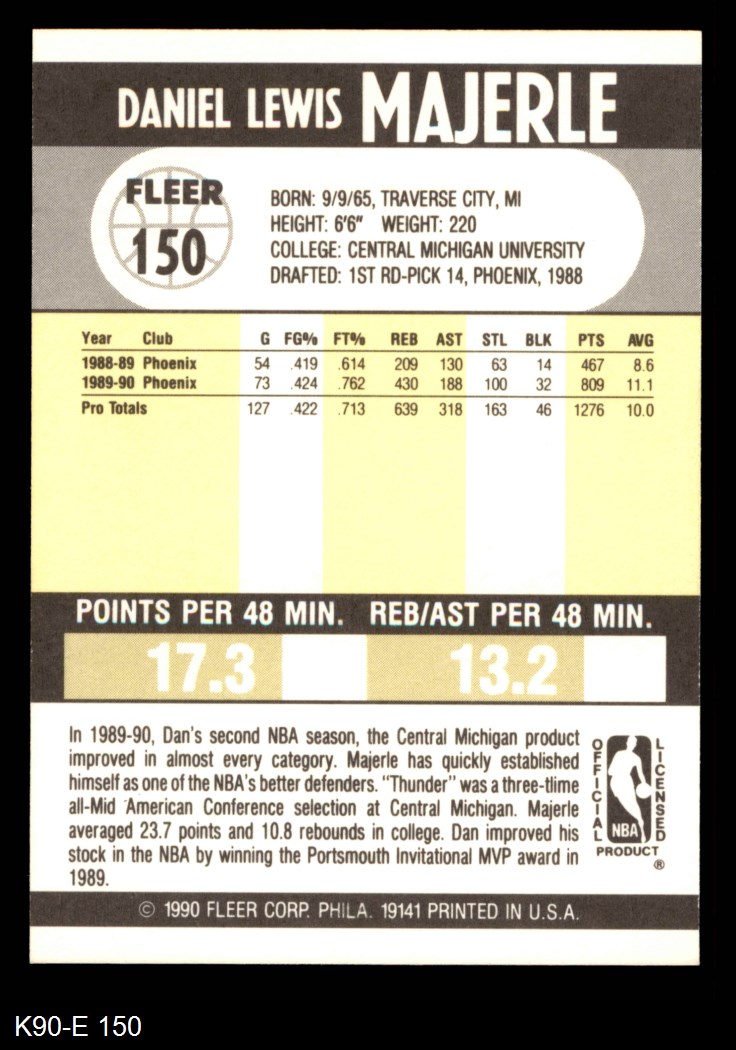 DANIEL LEWIS MAJERLE
FLEER
150
BORN: 9/9/65, TRAVERSE CITY, MI
HEIGHT: 6'6" WEIGHT: 220
COLLEGE: CENTRAL MICHIGAN UNIVERSITY
DRAFTED: 1ST RD-PICK 14, PHOENIX, 1988
Year Club G FG% FT% REB AST STL BLK PTS AVG
1988-89 Phoenix 54 .419 .614 209 130 63 14 467 8.6
1989-90 Phoenix 73 .424 .762 430 188 100 32 809 11.1
Pro Totals 127 .422 .713 639 318 163 46 1276 10.0
POINTS PER 48 MIN. REB/AST PER 48 MIN.
17.3 13.2
In 1989-90, Dan's second NBA season, the Central Michigan product
improved in almost every category. Majerle has quickly established
himself as one of the NBA's better defenders. "Thunder" was a three-tlime
all-Mid American Conference selection at Central Michigan. Majerle
averaged 23.7 points and 10.8 rebounds in college. Dan improved his
stock in the NBA by winning the Portsmouth Invitational MVP award in
1989.
OFFICIAL
LICENSED
NBA
PRODUCT
®
© 1990 FLEER CORP. PHILA. 19141 PRINTED IN U.S.A.
K90-E 150